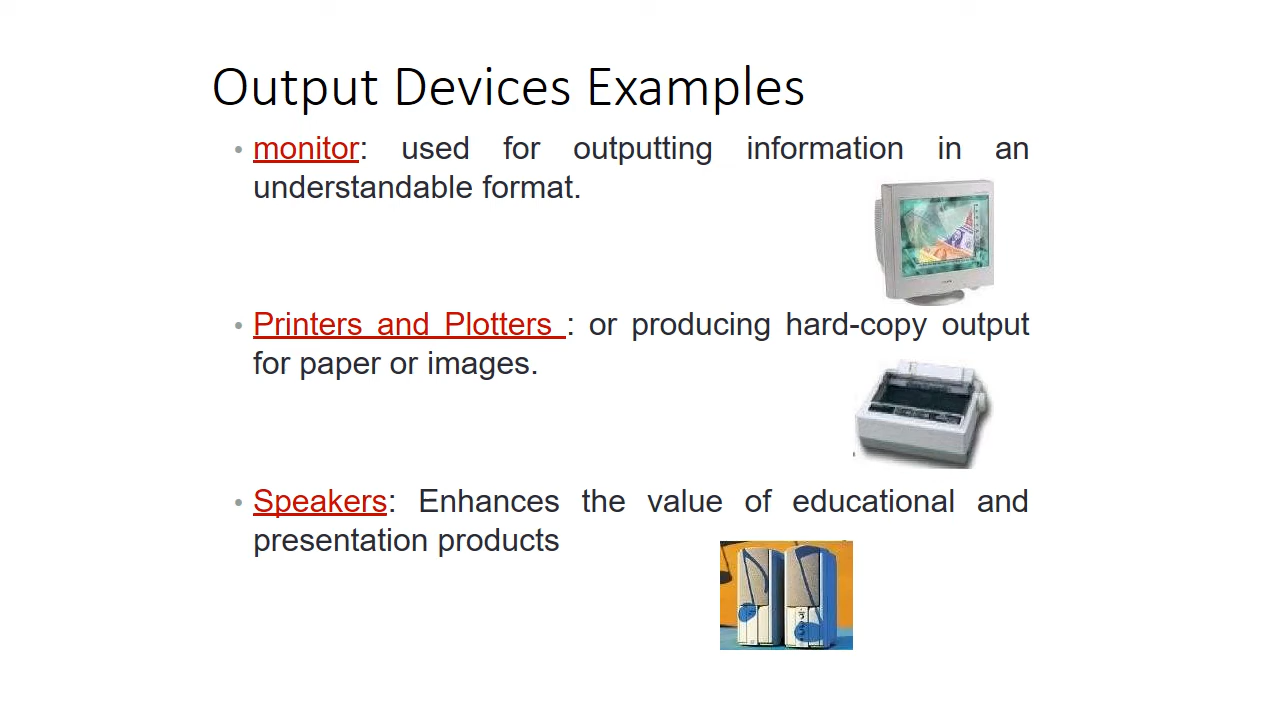 Output Devices Examples
• monitor: used for outputting information in an
understandable format.
• Printers and Plotters : or producing hard-copy output
for paper or images.
• Speakers: Enhances the value of educational and
presentation products